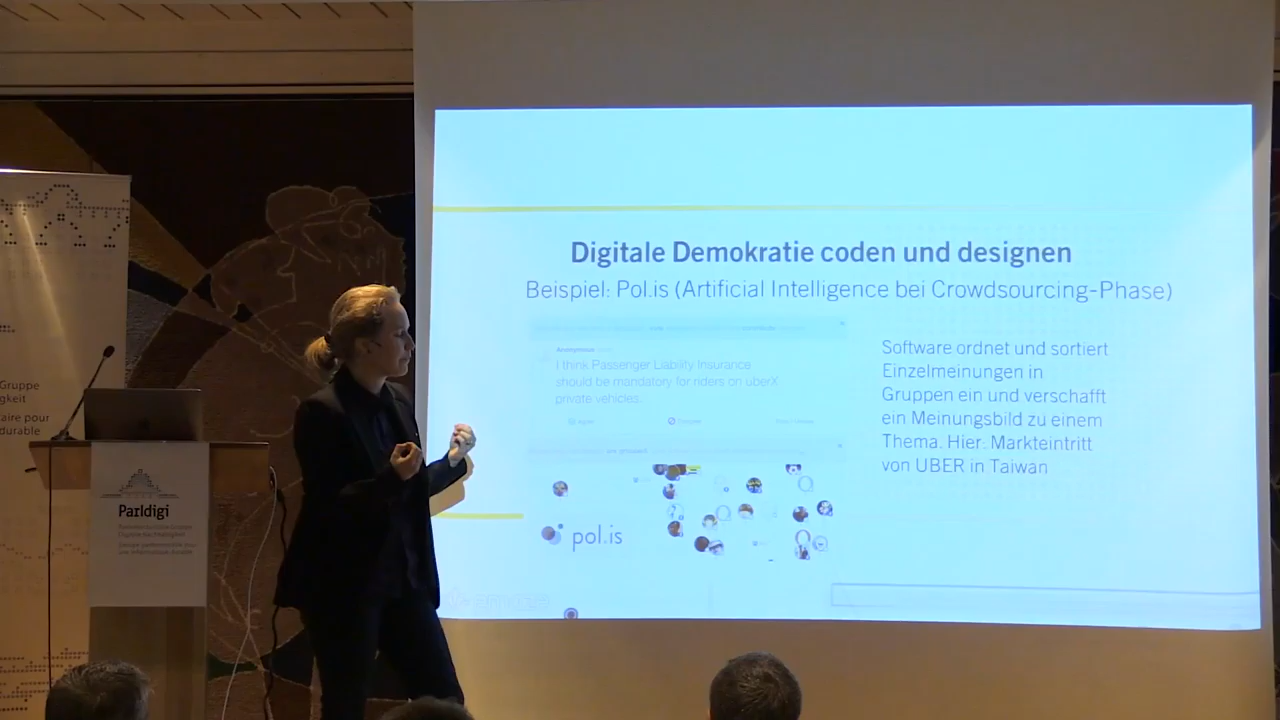 Digitale Demokratie coden und designen
Beispiel: Pol.is (Artificial Intelligence bei Crowdsourcing-Phase)
Anonymous
I think Passenger Liability Insurance
should be mandatory for riders on uberX
private vehicles.
Software ordnet und sortiert
Einzelmeinungen in
Gruppen ein und verschafft
ein Meinungsbild zu einem
Thema. Hier: Markteintritt
von UBER in Taiwan
pol.is
Gruppe
gkeit
aire pour
durable
Parldigi